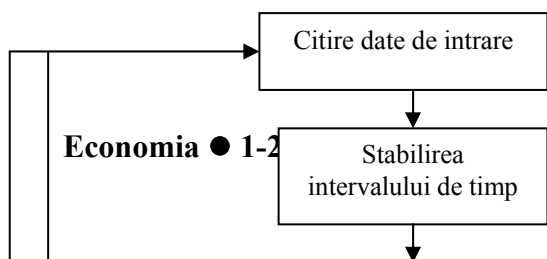 Citire date de intrare
Economia ● 1-2
Stabilirea
intervalului de timp